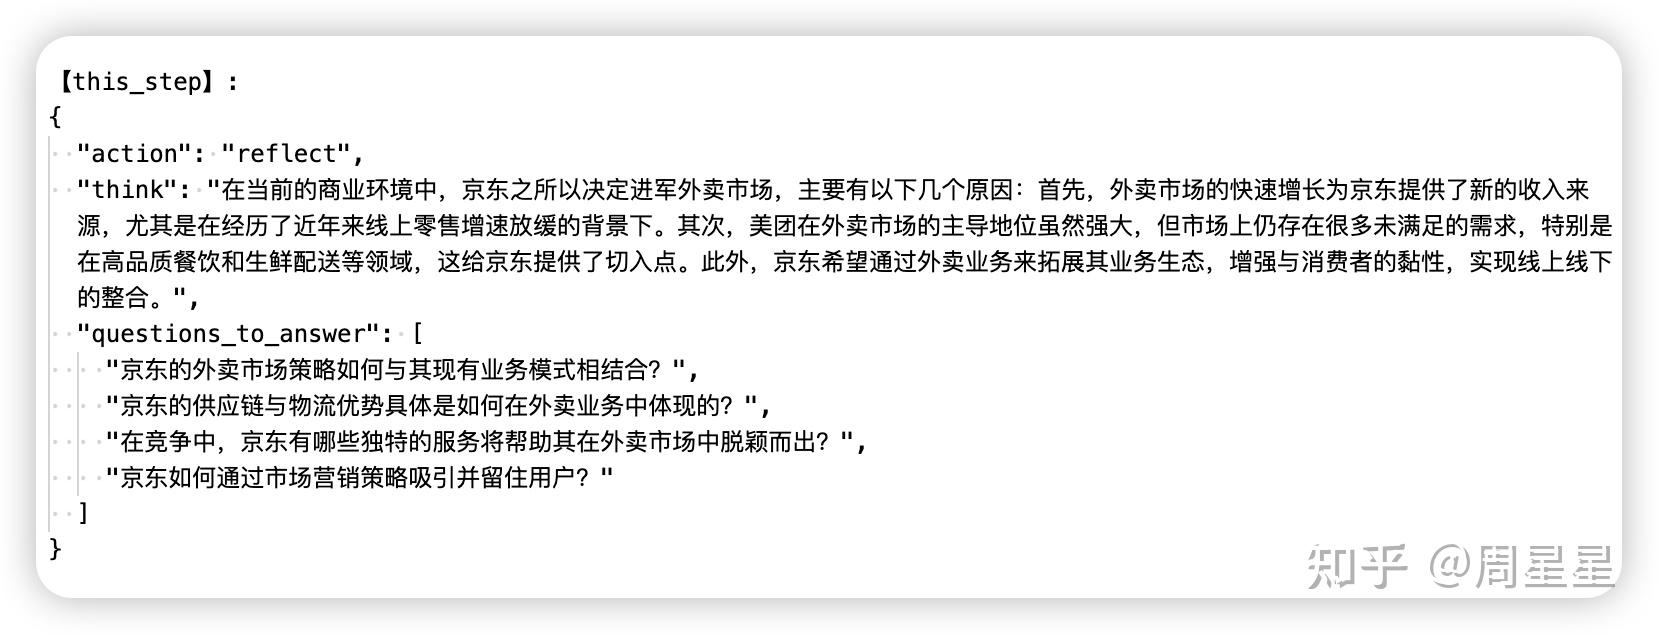 【this_step】:
{
"action": "reflect",
"think": "在当前的商业环境中，京东之所以决定进军外卖市场，主要有以下几个原因：首先，外卖市场的快速增长为京东提供了新的收入来
源，尤其是在经历了近年来线上零售增速放缓的背景下。其次，美团在外卖市场的主导地位虽然强大，但市场上仍存在很多未满足的需求，特别是
在高品质餐饮和生鲜配送等领域，这给京东提供了切入点。此外，京东希望通过外卖业务来拓展其业务生态，增强与消费者的黏性，实现线上线下
的整合。",
"questions_to_answer": [
"京东的外卖市场策略如何与其现有业务模式相结合？",
"京东的供应链与物流优势具体是如何在外卖业务中体现的？",
"在竞争中，京东有哪些独特的服务将帮助其在外卖市场中脱颖而出？",
"京东如何通过市场营销策略吸引并留住用户？"
]
}
知乎 @周星星